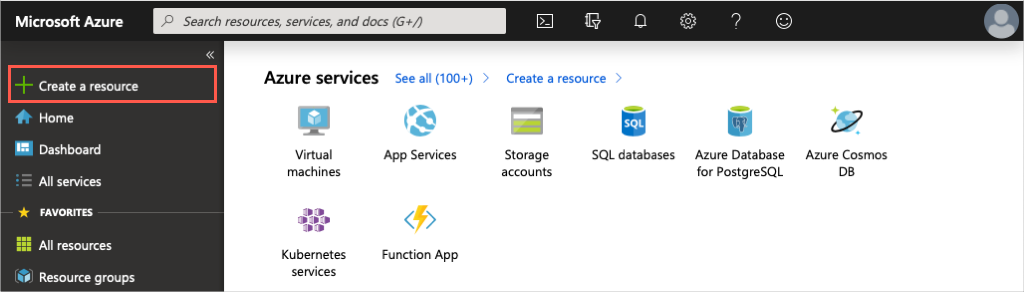 Microsoft Azure
Search resources, services, and docs (G+/)
«
Create a resource
Home
Dashboard
All services
FAVORITES
All resources
Resource groups
Azure services See all (100+) > Create a resource >
Virtual machines
App Services
Storage accounts
SQL
SQL databases
Azure Database for PostgreSQL
Azure Cosmos DB
Kubernetes services
Function App